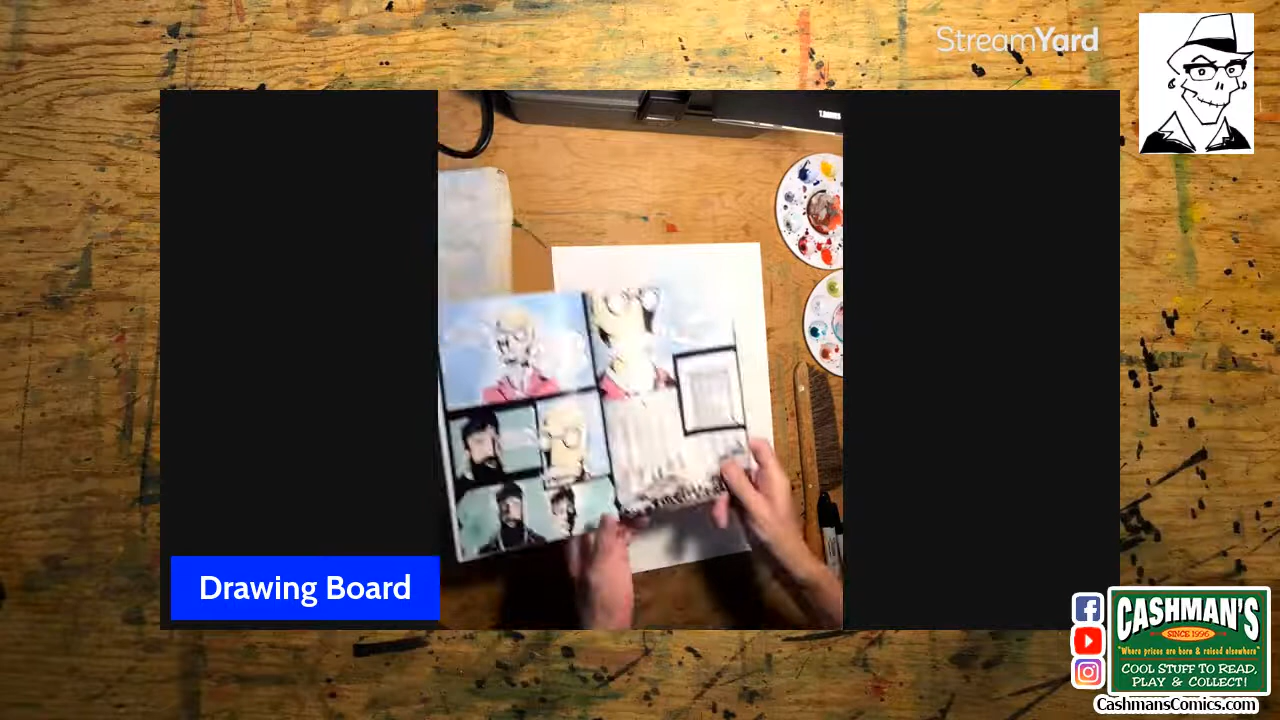 StreamYard
Drawing Board
CASHMAN'S
SINCE 1996
"Where prices are born & raised elsewhere"
COOL STUFF TO READ,
PLAY & COLLECT!
CashmansComics.com